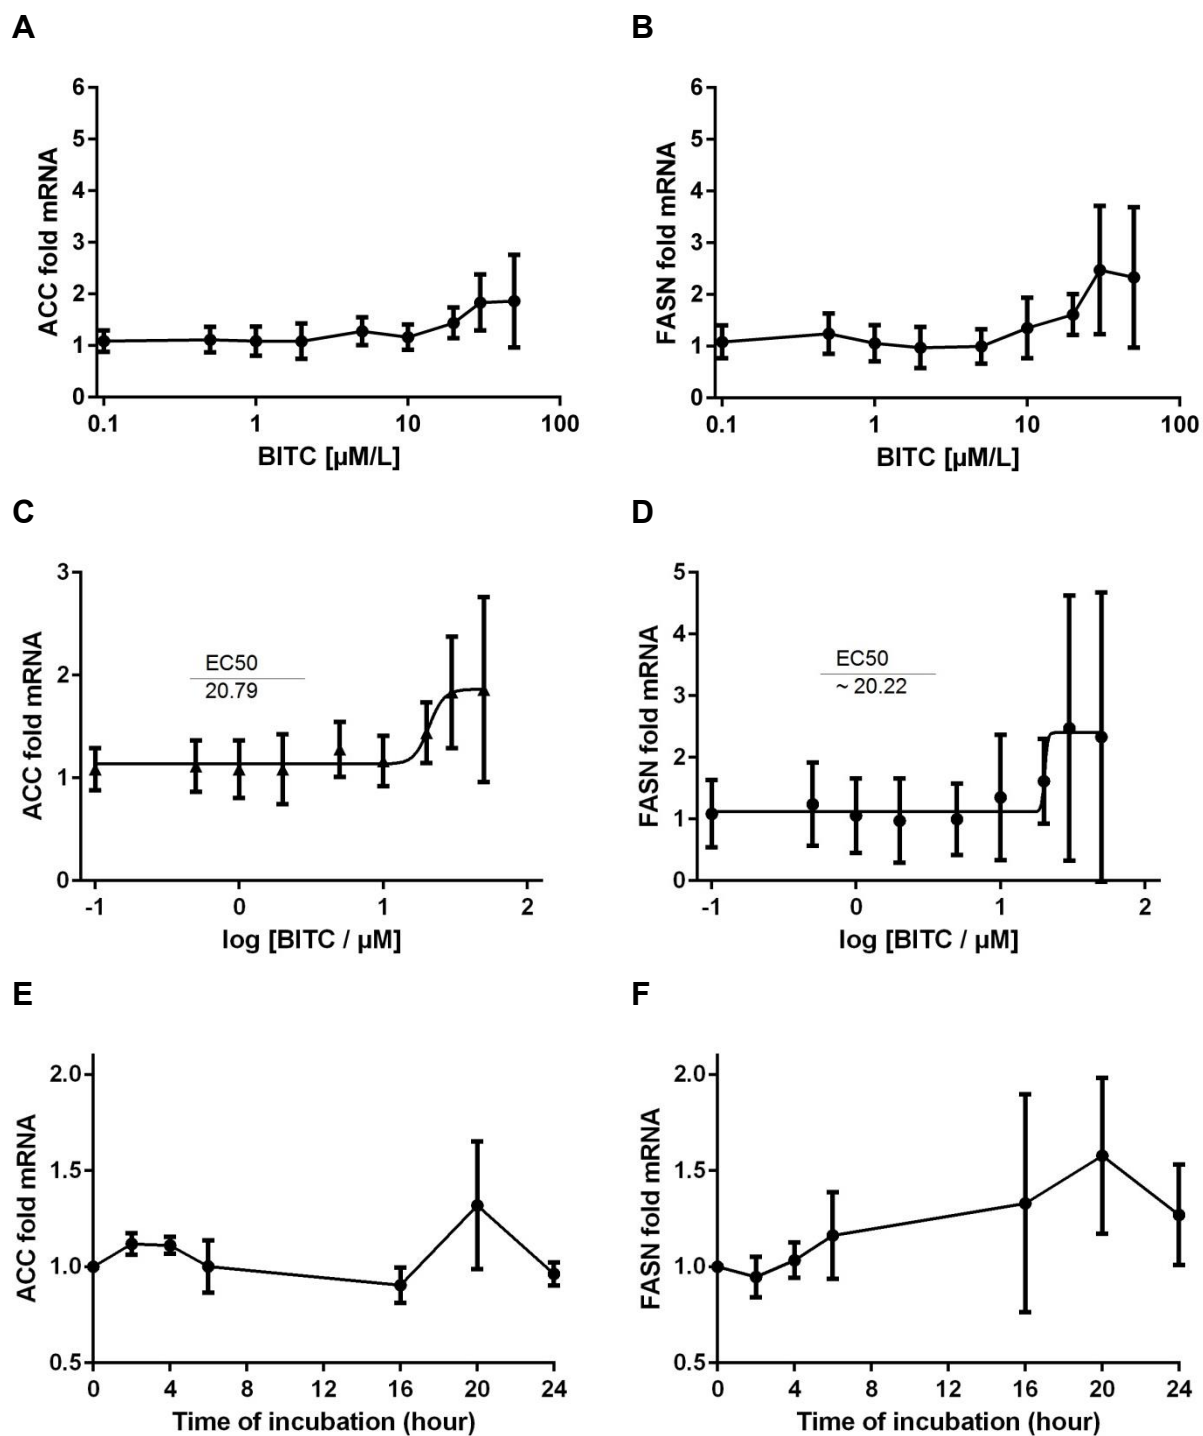 A
6
5
4
3
2
1
0
ACC fold mRNA
0.1 1 10 100
BITC [µM/L]
B
6
5
4
3
2
1
0
FASN fold mRNA
0.1 1 10 100
BITC [µM/L]
C
3
2
1
0
ACC fold mRNA
EC50
20.79
-1 0 1 2
log [BITC / µM]
D
5
4
3
2
1
0
FASN fold mRNA
EC50
~ 20.22
-1 0 1 2
log [BITC / µM]
E
2.0
1.5
1.0
0.5
ACC fold mRNA
0 4 8 12 16 20 24
Time of incubation (hour)
F
2.0
1.5
1.0
0.5
FASN fold mRNA
0 4 8 12 16 20 24
Time of incubation (hour)